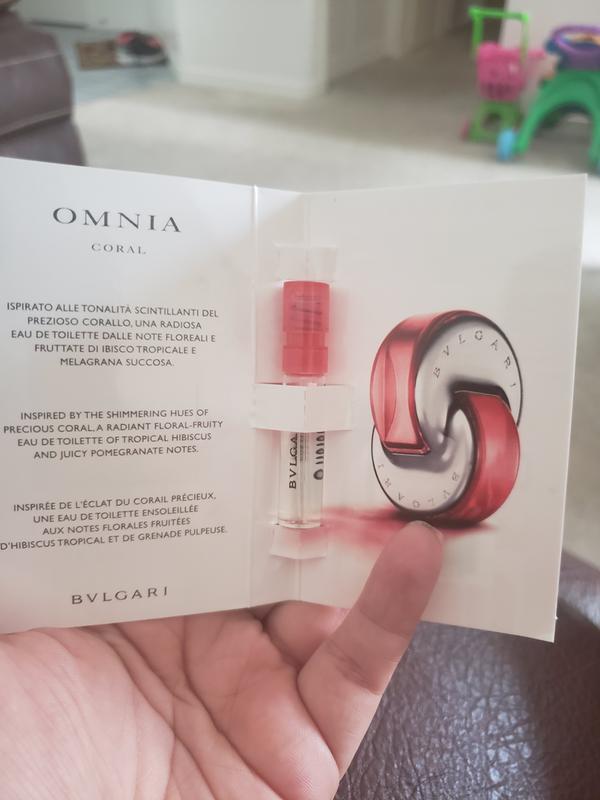 OMNIA
CORAL
ISPIRATO ALLE TONALITÀ SCINTILLANTI DEL
PREZIOSO CORALLO, UNA RADIOSA
EAU DE TOILETTE DALLE NOTE FLOREALI E
FRUTTATE DI IBISCO TROPICALE E
MELAGRANA SUCCOSA.
INSPIRED BY THE SHIMMERING HUES OF
PRECIOUS CORAL, A RADIANT FLORAL-FRUITY
EAU DE TOILETTE OF TROPICAL HIBISCUS
AND JUICY POMEGRANATE NOTES.
INSPIRÉE DE L'ÉCLAT DU CORAIL PRÉCIEUX,
UNE EAU DE TOILETTE ENSOLEILLÉE
AUX NOTES FLORALES FRUITÉES
D'HIBISCUS TROPICAL ET DE GRENADE PULPEUSE.
BVLGARI
BVLGA
BVLGARI
BVLGARI